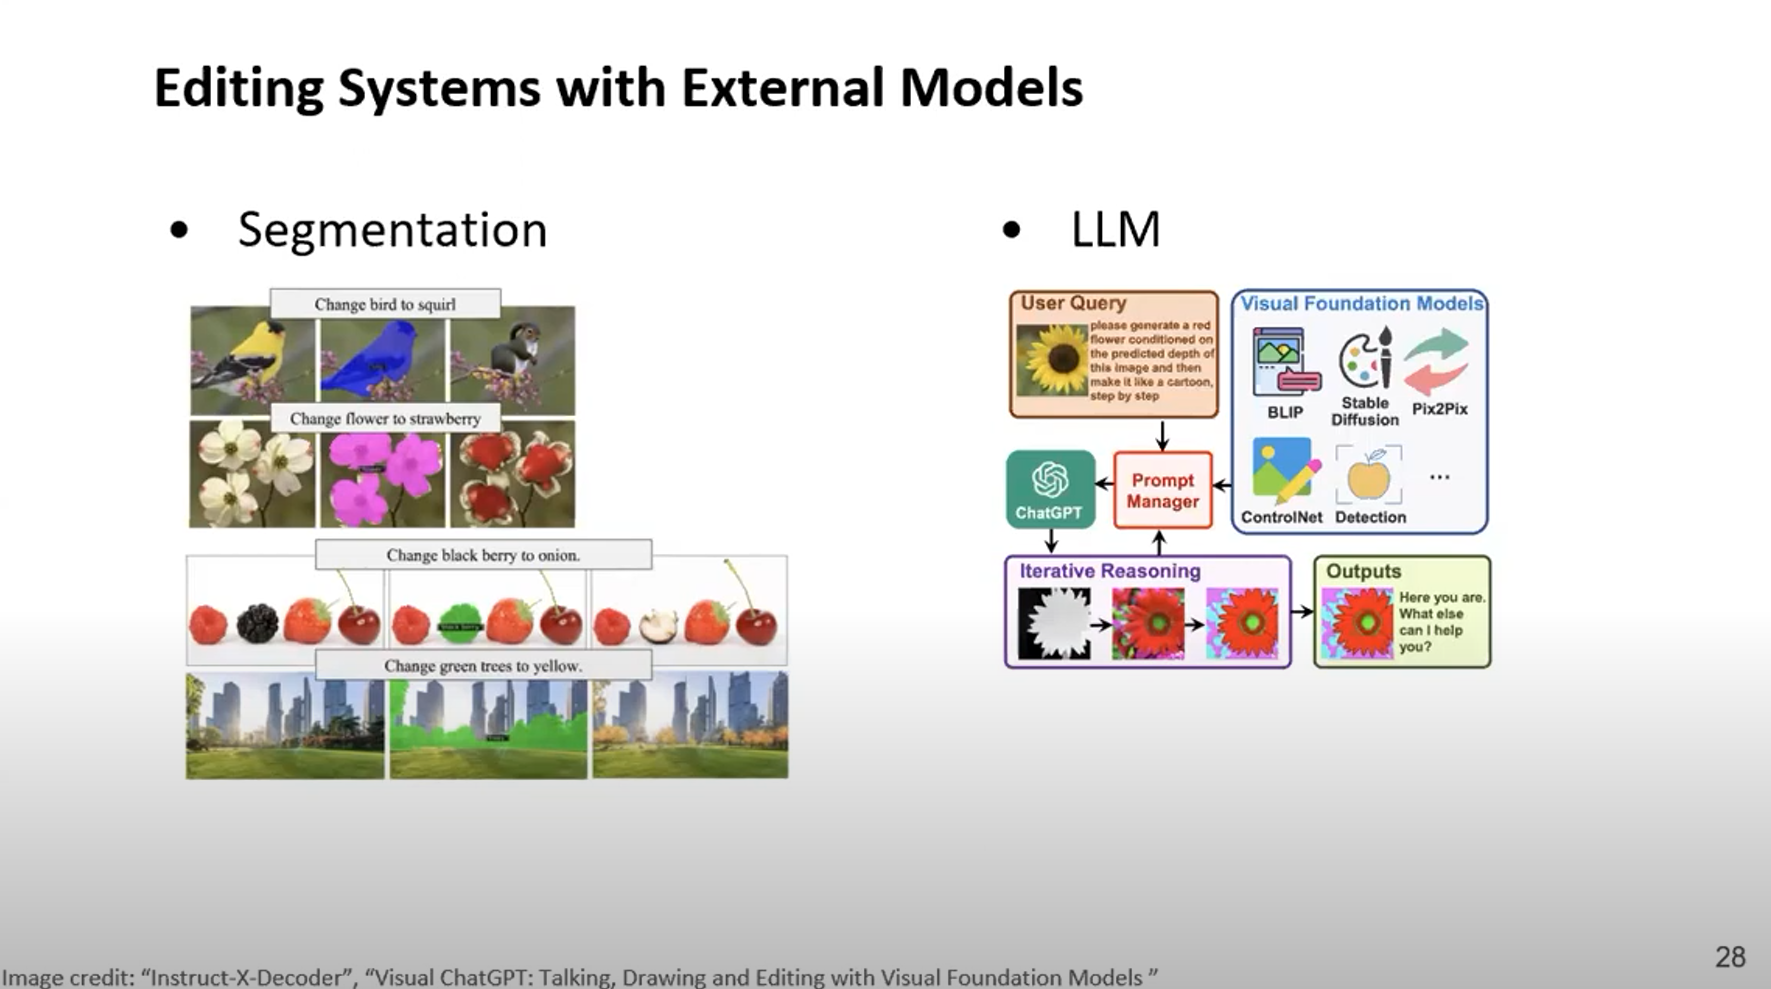 Editing Systems with External Models
• Segmentation
Change bird to squirl
Change flower to strawberry
Change black berry to onion.
black berry
Change green trees to yellow.
• LLM
User Query
please generate a red
flower conditioned on
the predicted depth of
this image and then
make it like a cartoon,
step by step
Visual Foundation Models
BLIP
Stable
Diffusion
Pix2Pix
ControlNet
Detection
...
ChatGPT
Prompt
Manager
Iterative Reasoning
Outputs
Here you are.
What else
can I help
you?
28
Image credit: “Instruct-X-Decoder”, “Visual ChatGPT: Talking, Drawing and Editing with Visual Foundation Models ”